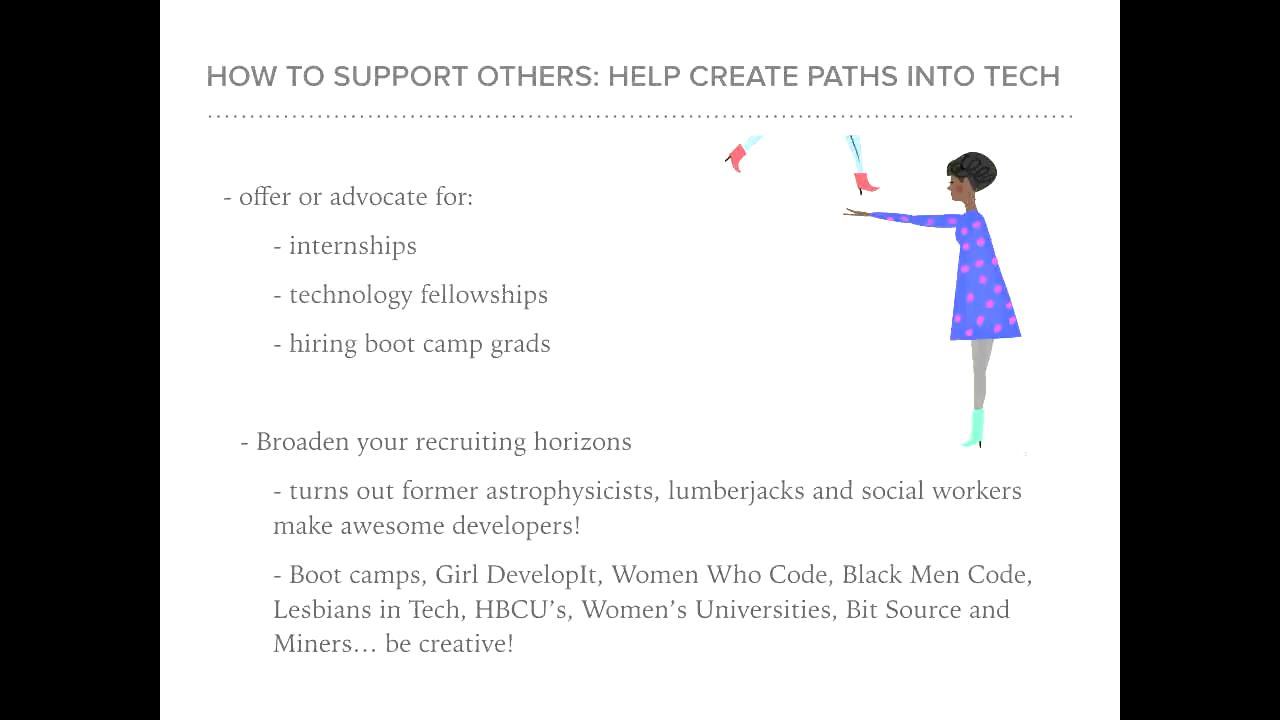 HOW TO SUPPORT OTHERS: HELP CREATE PATHS INTO TECH
- offer or advocate for:
- internships
- technology fellowships
- hiring boot camp grads
- Broaden your recruiting horizons
- turns out former astrophysicists, lumberjacks and social workers
make awesome developers!
- Boot camps, Girl DevelopIt, Women Who Code, Black Men Code,
Lesbians in Tech, HBCU’s, Women’s Universities, Bit Source and
Miners… be creative!